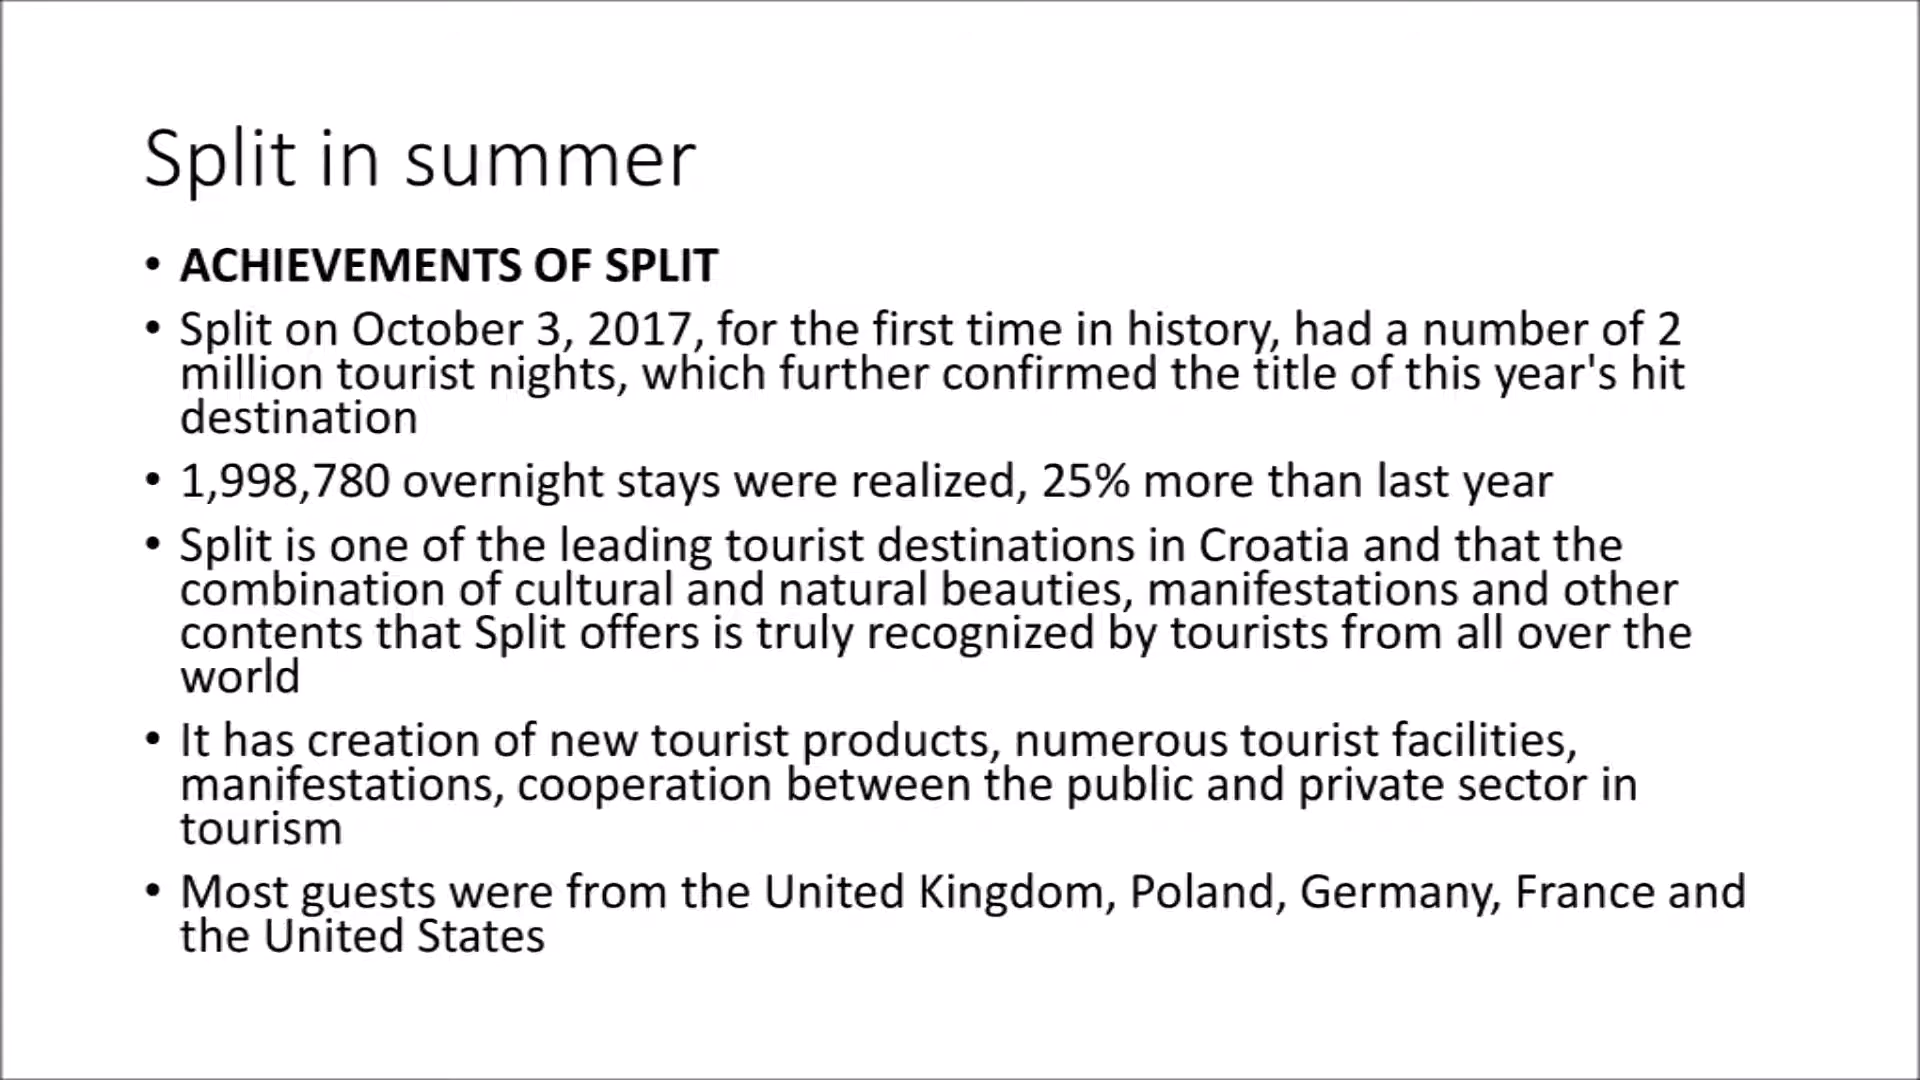 Split in summer
• ACHIEVEMENTS OF SPLIT
• Split on October 3, 2017, for the first time in history, had a number of 2
million tourist nights, which further confirmed the title of this year's hit
destination
• 1,998,780 overnight stays were realized, 25% more than last year
• Split is one of the leading tourist destinations in Croatia and that the
combination of cultural and natural beauties, manifestations and other
contents that Split offers is truly recognized by tourists from all over the
world
• It has creation of new tourist products, numerous tourist facilities,
manifestations, cooperation between the public and private sector in
tourism
• Most guests were from the United Kingdom, Poland, Germany, France and
the United States